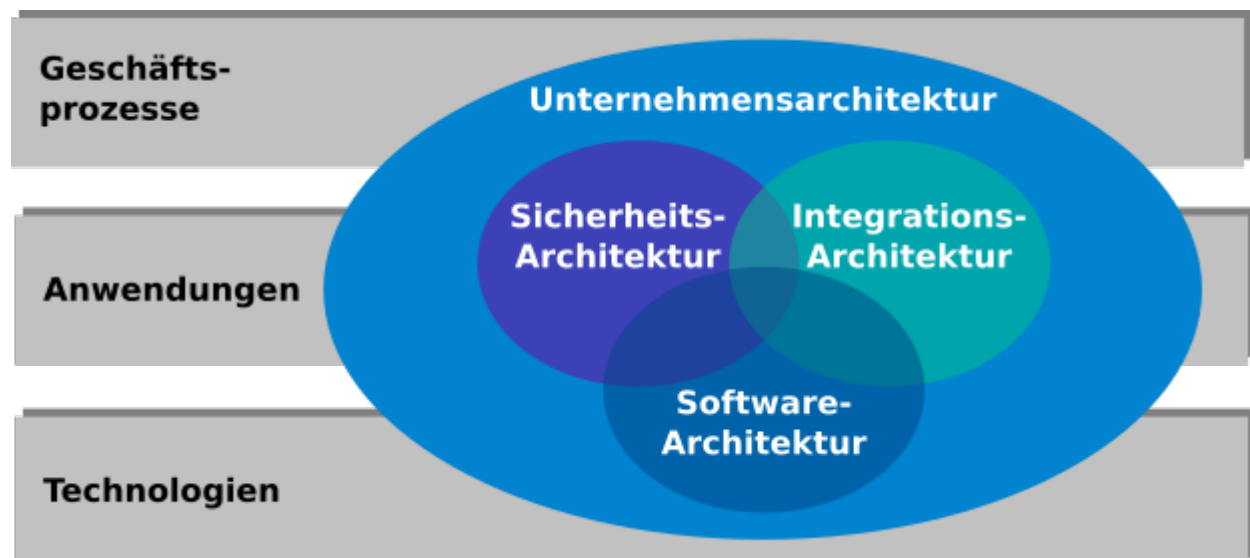 Geschäfts-
prozesse
Unternehmensarchitektur
Sicherheits-
Architektur
Integrations-
Architektur
Anwendungen
Software-
Architektur
Technologien